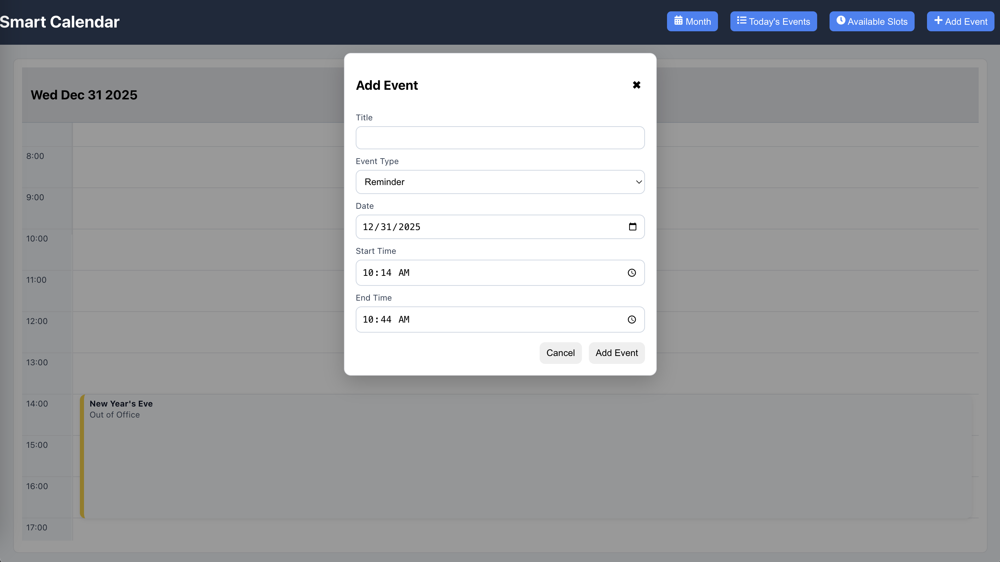 Smart Calendar
Month
Today's Events
Available Slots
Add Event
Wed Dec 31 2025
8:00
9:00
10:00
11:00
12:00
13:00
14:00
New Year's Eve
Out of Office
15:00
16:00
17:00
Add Event
Title
Event Type
Reminder
Date
12/31/2025
Start Time
10:14 AM
End Time
10:44 AM
Cancel
Add Event